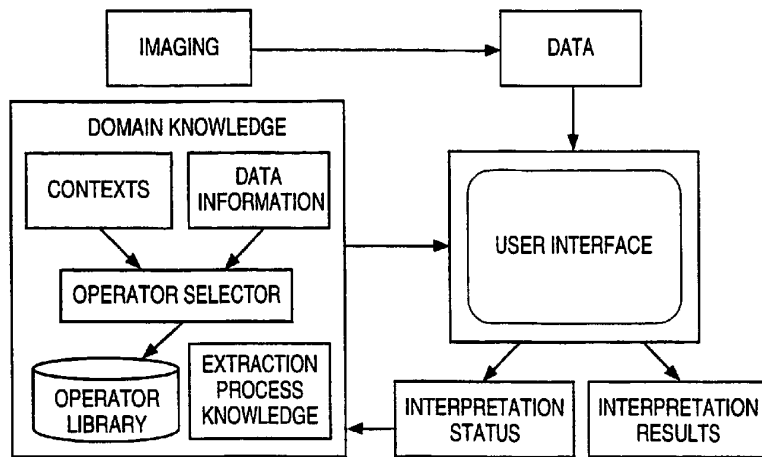 IMAGING
DATA
DOMAIN KNOWLEDGE
CONTEXTS
DATA
INFORMATION
USER INTERFACE
OPERATOR SELECTOR
OPERATOR
LIBRARY
EXTRACTION
PROCESS
KNOWLEDGE
INTERPRETATION
STATUS
INTERPRETATION
RESULTS